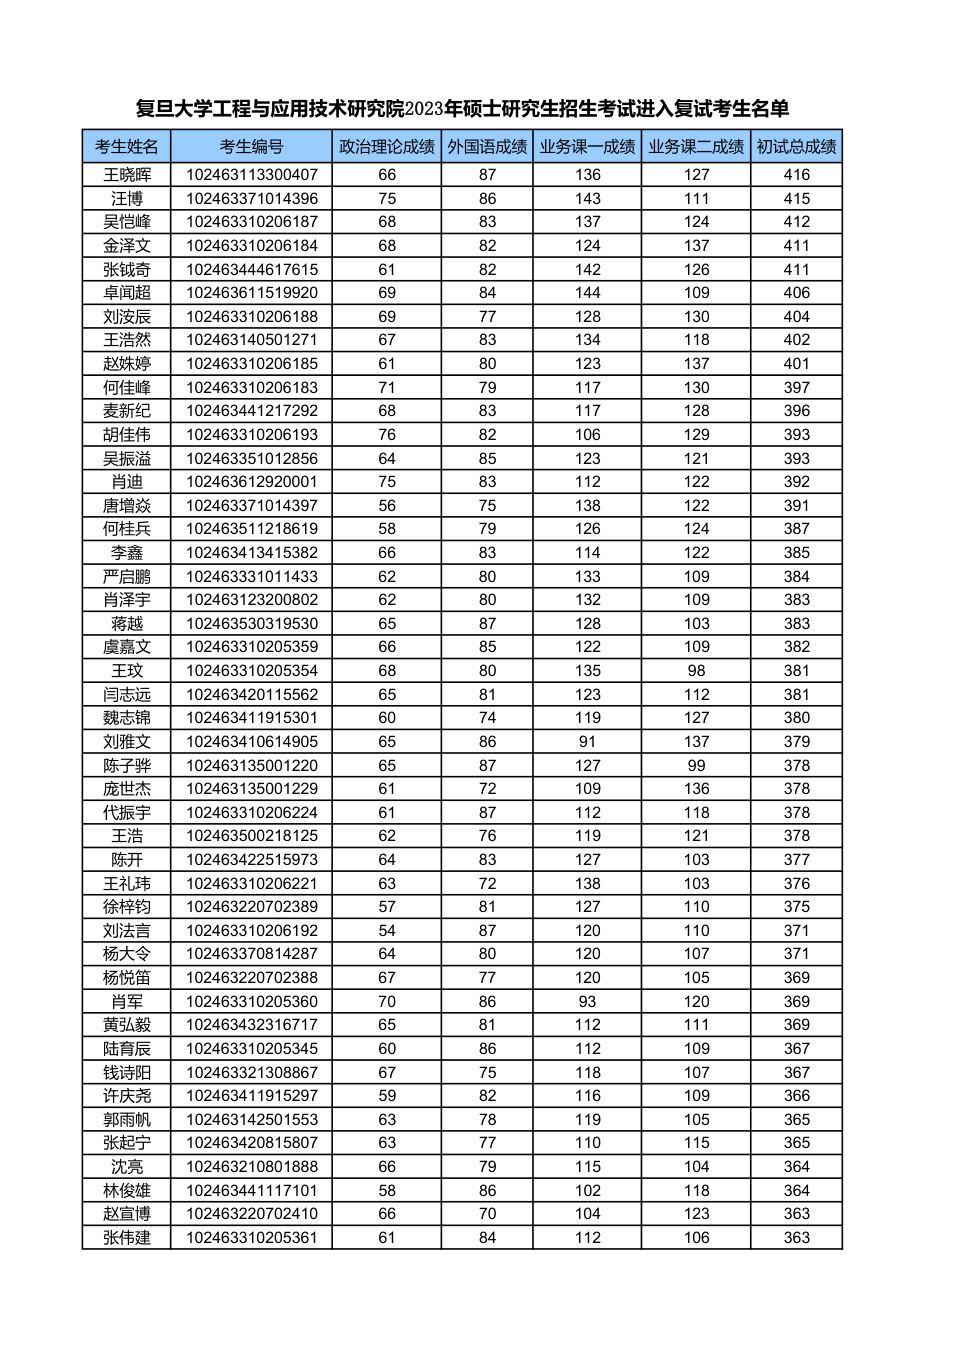 复旦大学工程与应用技术研究院2023年硕士研究生招生考试进入复试考生名单
考生姓名 考生编号 政治理论成绩 外国语成绩 业务课一成绩 业务课二成绩 初试总成绩
王晓晖 102463113300407 66 87 136 127 416
汪博 102463371014396 75 86 143 111 415
吴恺峰 102463310206187 68 83 137 124 412
金泽文 102463310206184 68 82 124 137 411
张钺奇 102463444617615 61 82 142 126 411
卓闻超 102463611519920 69 84 144 109 406
刘洝辰 102463310206188 69 77 128 130 404
王浩然 102463140501271 67 83 134 118 402
赵姝婷 102463310206185 61 80 123 137 401
何佳峰 102463310206183 71 79 117 130 397
麦新纪 102463441217292 68 83 117 128 396
胡佳伟 102463310206193 76 82 106 129 393
吴振溢 102463351012856 64 85 123 121 393
肖迪 102463612920001 75 83 112 122 392
唐增焱 102463371014397 56 75 138 122 391
何桂兵 102463511218619 58 79 126 124 387
李鑫 102463413415382 66 83 114 122 385
严启鹏 102463331011433 62 80 133 109 384
肖泽宇 102463123200802 62 80 132 109 383
蒋越 102463530319530 65 87 128 103 383
虞嘉文 102463310205359 66 85 122 109 382
王玟 102463310205354 68 80 135 98 381
闫志远 102463420115562 65 81 123 112 381
魏志锦 102463411915301 60 74 119 127 380
刘雅文 102463410614905 65 86 91 137 379
陈子骅 102463135001220 65 87 127 99 378
庞世杰 102463135001229 61 72 109 136 378
代振宇 102463310206224 61 87 112 118 378
王浩 102463500218125 62 76 119 121 378
陈开 102463422515973 64 83 127 103 377
王礼玮 102463310206221 63 72 138 103 376
徐梓钧 102463220702389 57 81 127 110 375
刘法言 102463310206192 54 87 120 110 371
杨大令 102463370814287 64 80 120 107 371
杨悦笛 102463220702388 67 77 120 105 369
肖军 102463310205360 70 86 93 120 369
黄弘毅 102463432316717 65 81 112 111 369
陆育辰 102463310205345 60 86 112 109 367
钱诗阳 102463321308867 67 75 118 107 367
许庆尧 102463411915297 59 82 116 109 366
郭雨帆 102463142501553 63 78 119 105 365
张起宁 102463420815807 63 77 110 115 365
沈亮 102463210801888 66 79 115 104 364
林俊雄 102463441117101 58 86 102 118 364
赵宣博 102463220702410 66 70 104 123 363
张伟建 102463310205361 61 84 112 106 363